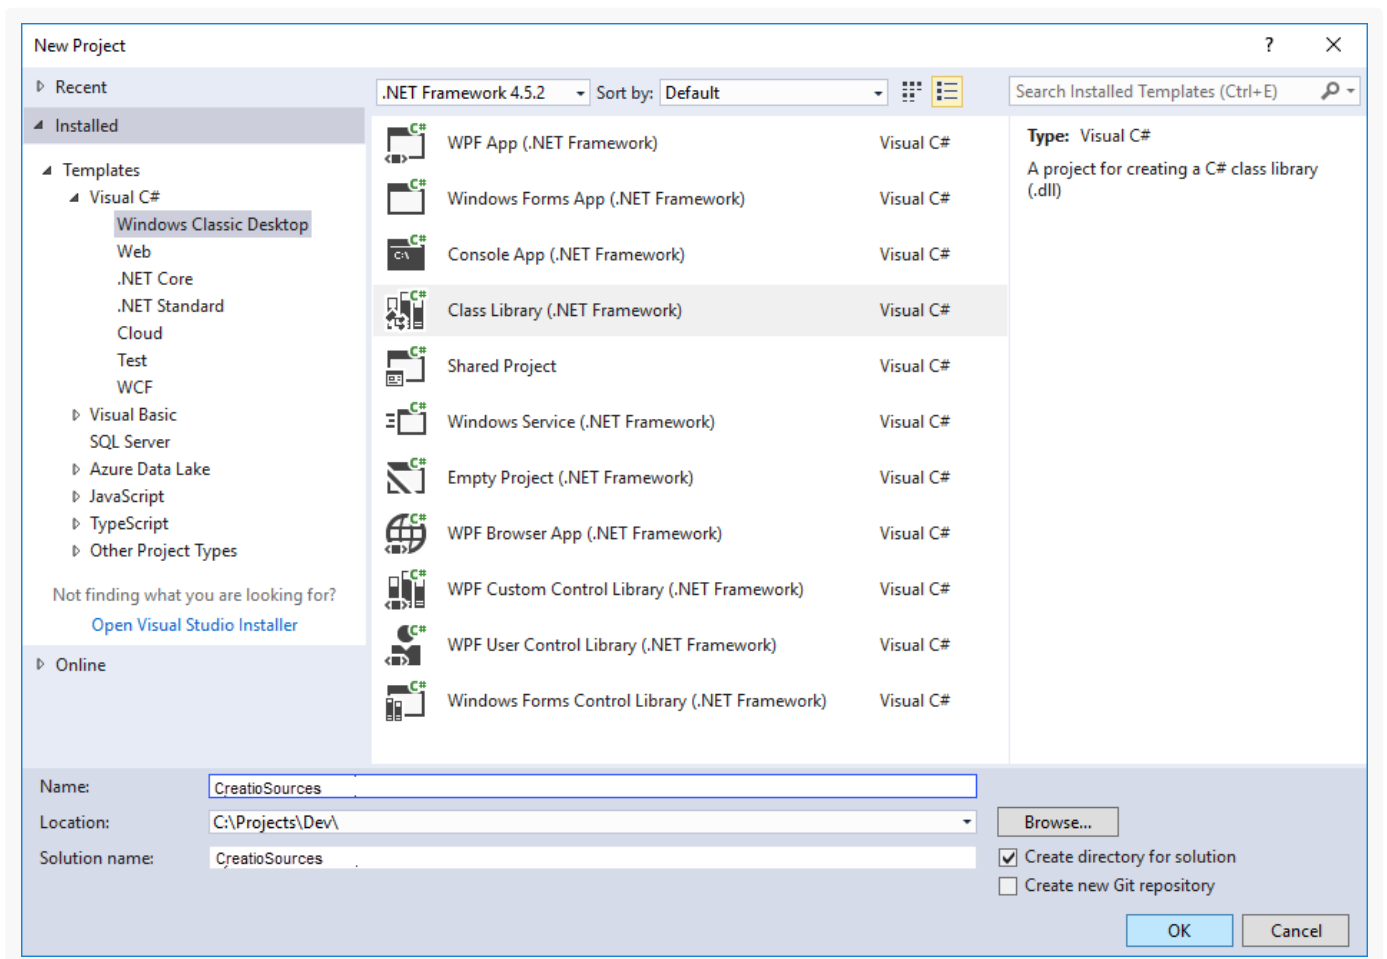 New Project
?
Recent
.NET Framework 4.5.2
Sort by:
Default
Search Installed Templates (Ctrl+E)
Installed
Templates
Visual C#
Windows Classic Desktop
Web
.NET Core
.NET Standard
Cloud
Test
WCF
Visual Basic
SQL Server
Azure Data Lake
JavaScript
TypeScript
Other Project Types
Not finding what you are looking for?
Open Visual Studio Installer
Online
C# WPF App (.NET Framework) Visual C#
C# Windows Forms App (.NET Framework) Visual C#
C# C:\ Console App (.NET Framework) Visual C#
C# Class Library (.NET Framework) Visual C#
C# Shared Project Visual C#
C# Windows Service (.NET Framework) Visual C#
C# Empty Project (.NET Framework) Visual C#
C# WPF Browser App (.NET Framework) Visual C#
C# WPF Custom Control Library (.NET Framework) Visual C#
C# WPF User Control Library (.NET Framework) Visual C#
C# Windows Forms Control Library (.NET Framework) Visual C#
Type: Visual C#
A project for creating a C# class library
(.dll)
Name: CreatioSources
Location: C:\Projects\Dev\
Browse...
Solution name: CreatioSources
Create directory for solution
Create new Git repository
OK
Cancel